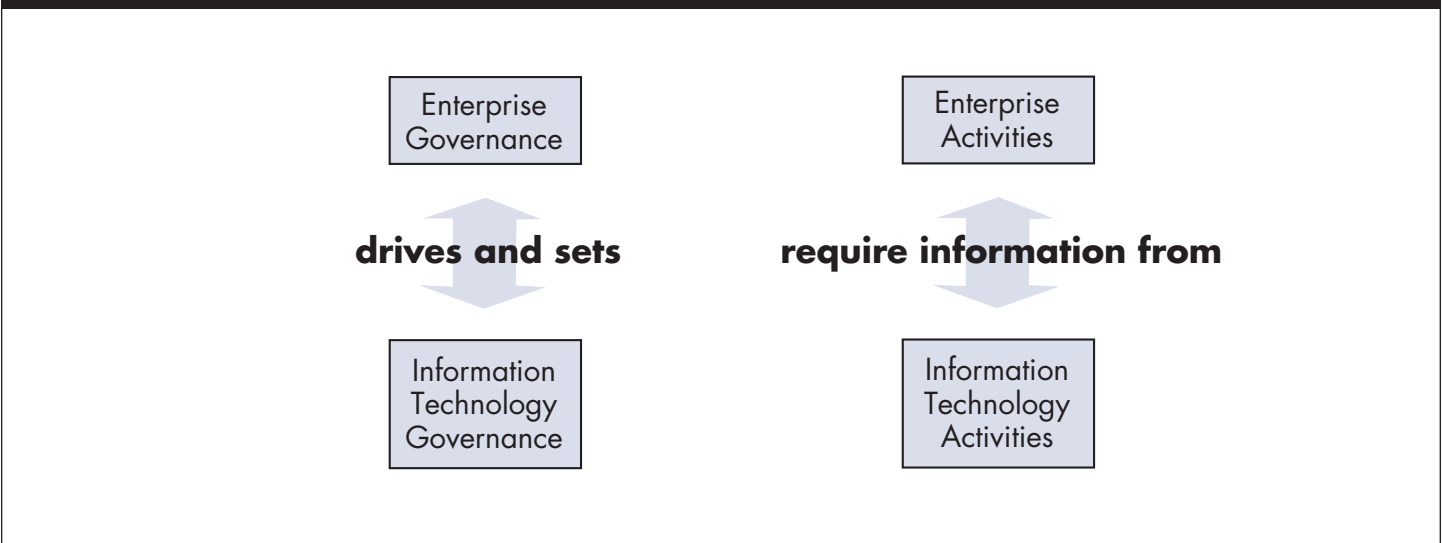 Enterprise
Governance
drives and sets
Information
Technology
Governance
Enterprise
Activities
require information from
Information
Technology
Activities